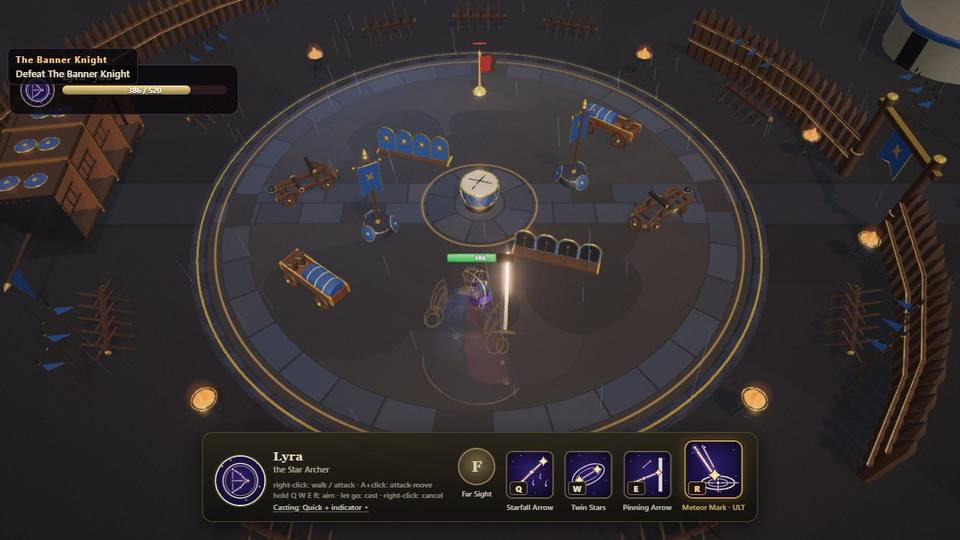 The Banner Knight
Defeat The Banner Knight
386 / 520
386
Lyra
the Star Archer
right-click: walk / attack · A+click: attack-move
hold Q W E R: aim · let go: cast · right-click: cancel
Casting: Quick + indicator
F
Far Sight
Q
Starfall Arrow
W
Twin Stars
E
Pinning Arrow
R
Meteor Mark · ULT